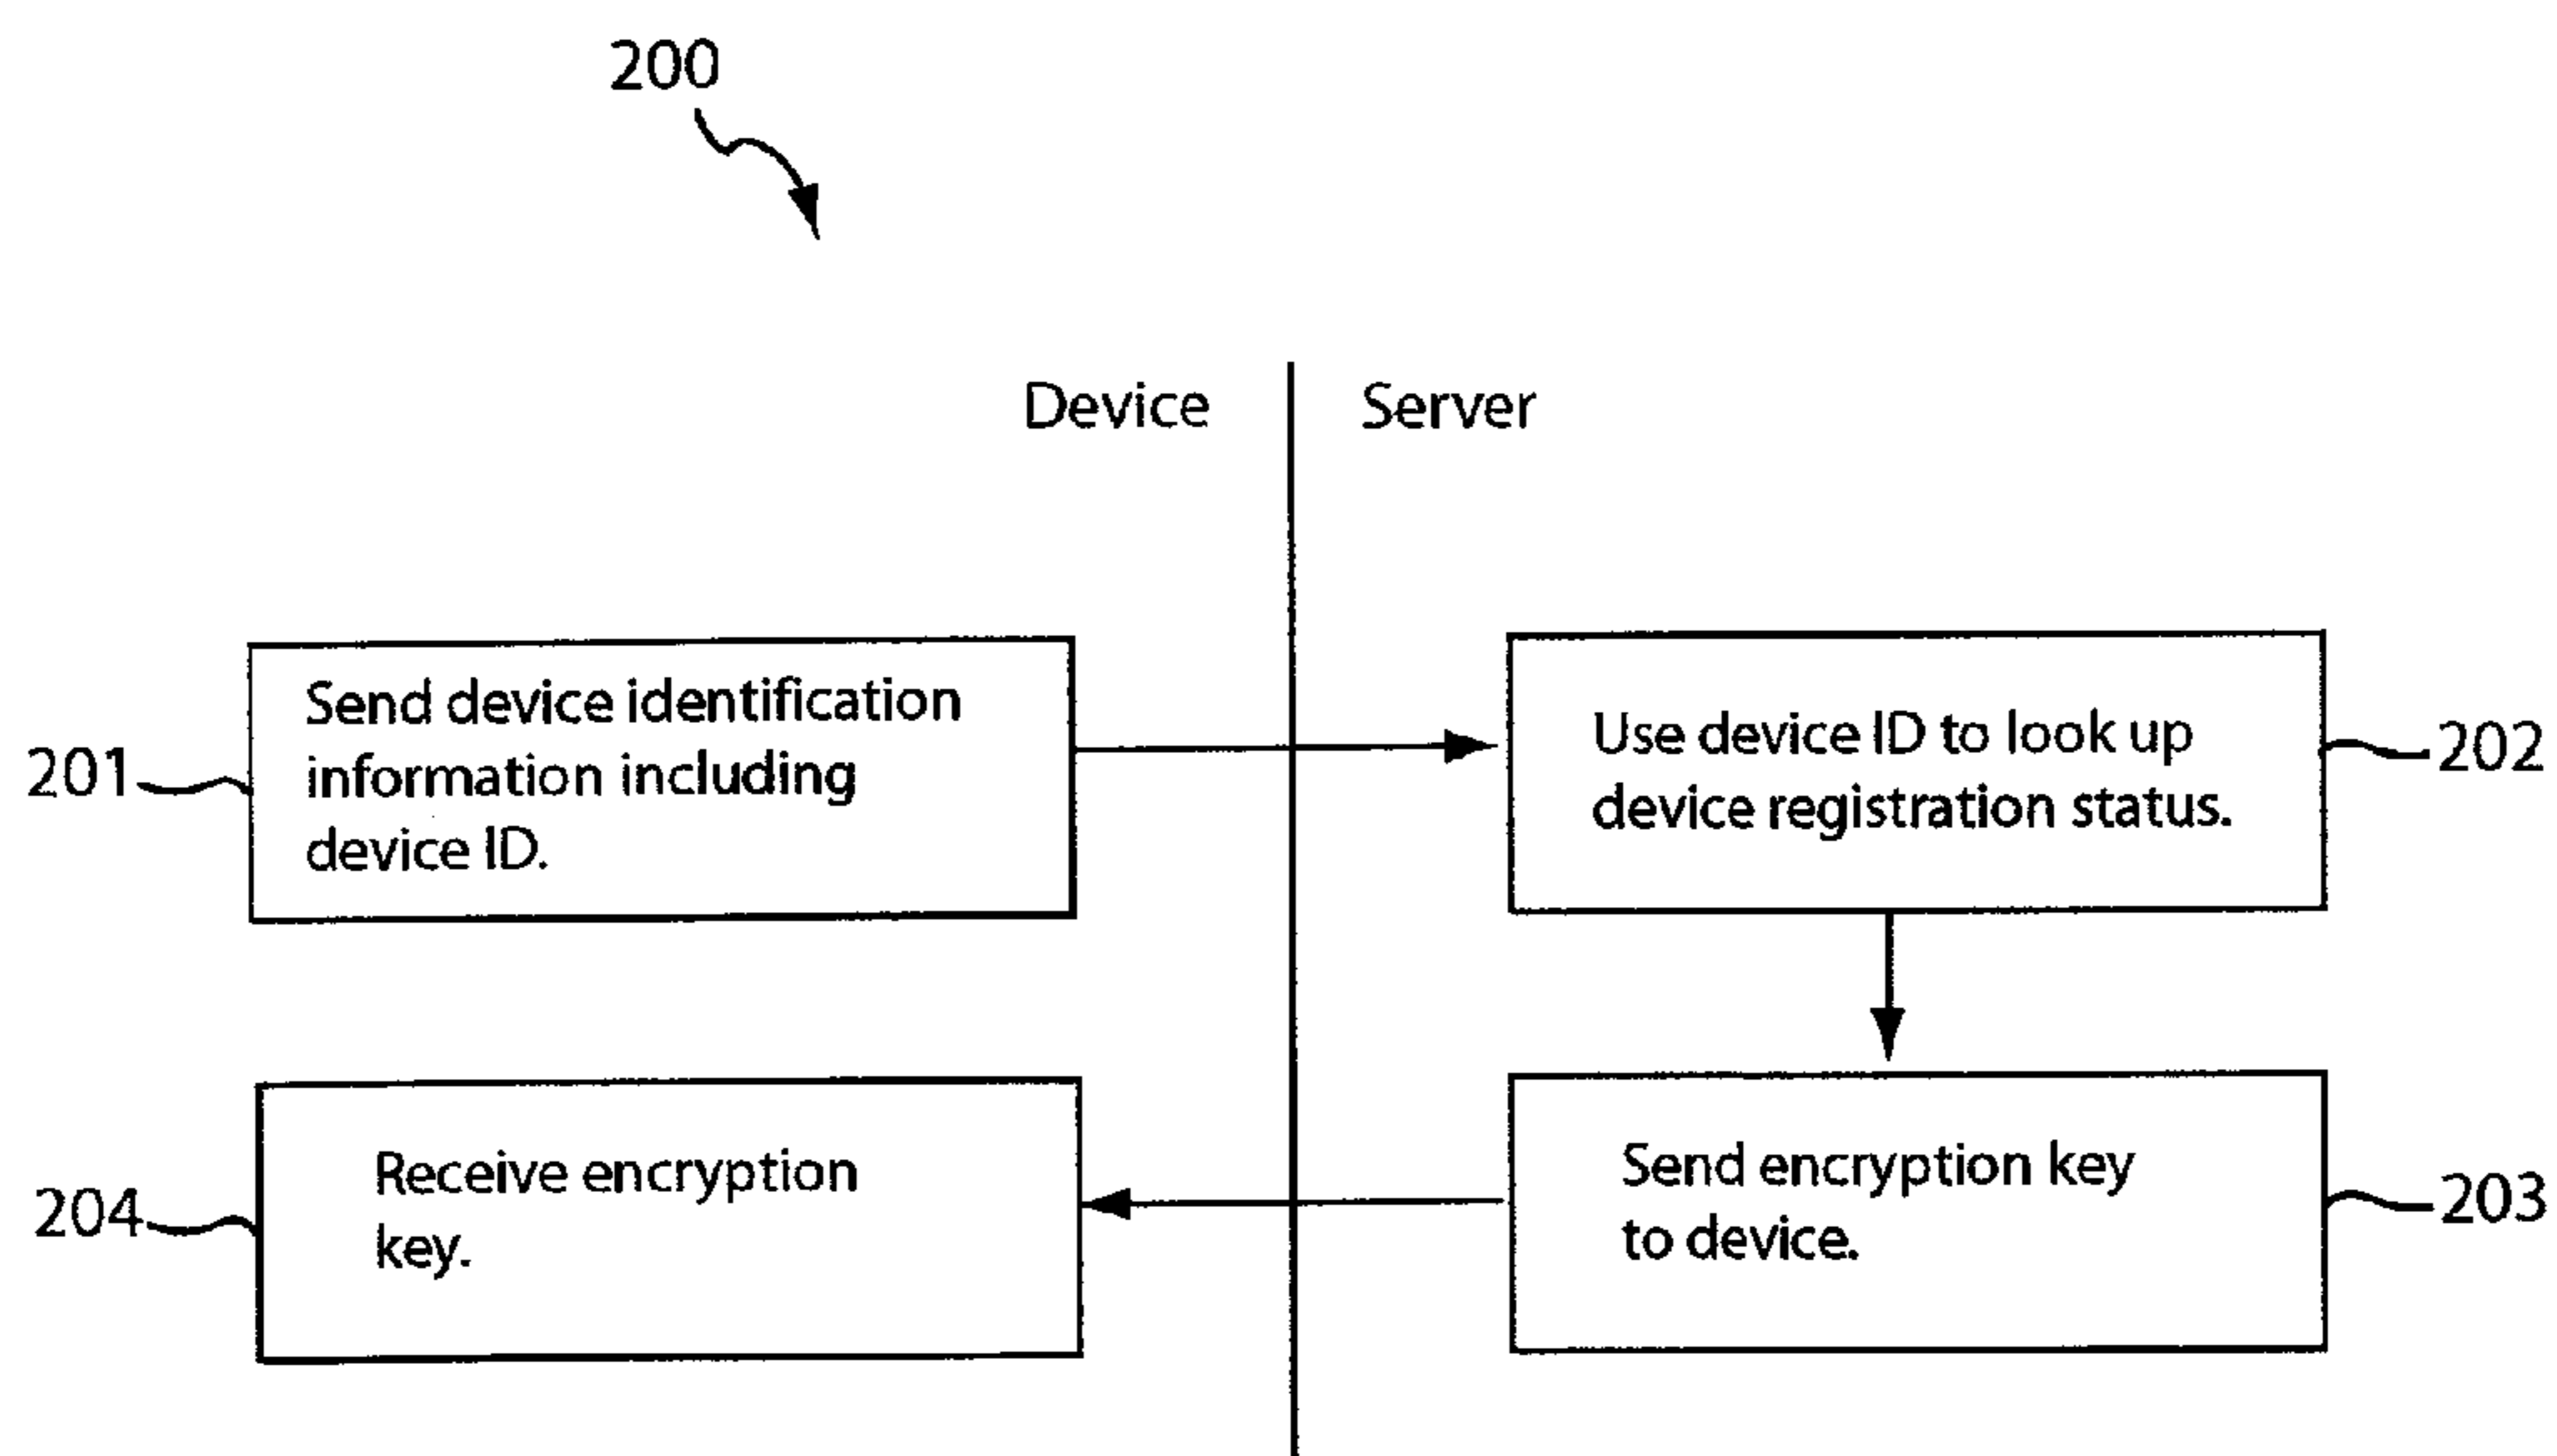 200
Device
Server
Send device identification
information including
device ID.
201
Use device ID to look up
device registration status.
202
Receive encryption
key.
204
Send encryption key
to device.
203